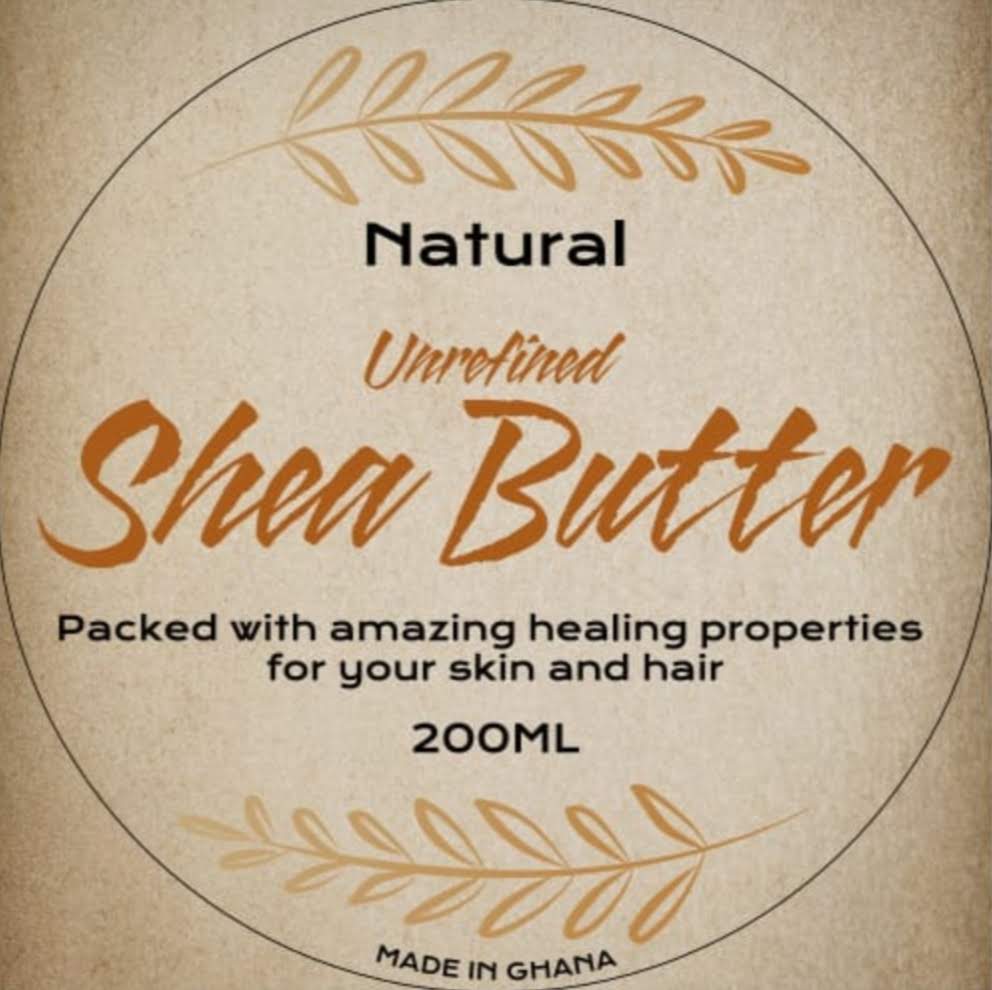 Natural
Unrefined
Shea Butter
Packed with amazing healing properties
for your skin and hair
200ML
MADE IN GHANA